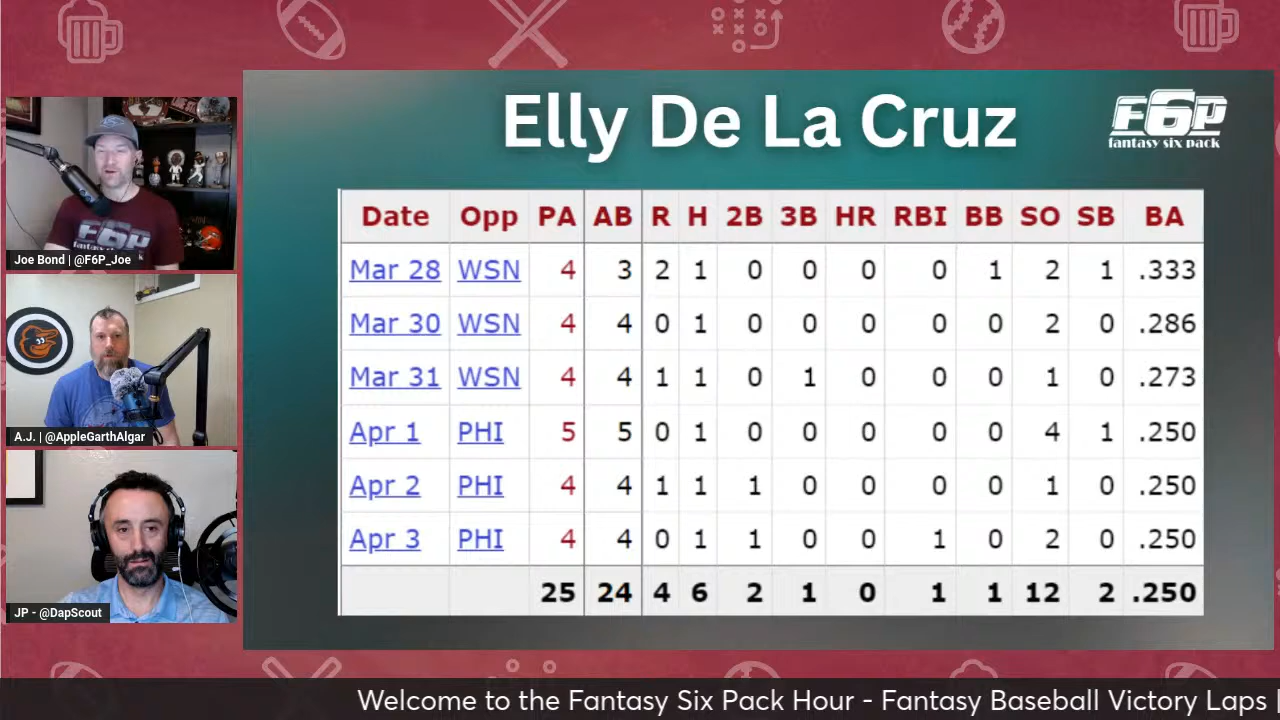 Elly De La Cruz
F6P
fantasy six pack
Date Opp PA AB R H 2B 3B HR RBI BB SO SB BA
Mar 28 WSN 4 3 2 1 0 0 0 0 1 2 1 .333
Mar 30 WSN 4 4 0 1 0 0 0 0 0 2 0 .286
Mar 31 WSN 4 4 1 1 0 1 0 0 0 1 0 .273
Apr 1 PHI 5 5 0 1 0 0 0 0 0 4 1 .250
Apr 2 PHI 4 4 1 1 1 0 0 0 0 1 0 .250
Apr 3 PHI 4 4 0 1 1 0 0 1 0 2 0 .250
25 24 4 6 2 1 0 1 1 12 2 .250
F6P
Joe Bond | @F6P_Joe
A.J. | @AppleGarthAlgar
JP - @DapScout
Welcome to the Fantasy Six Pack Hour - Fantasy Baseball Victory Laps